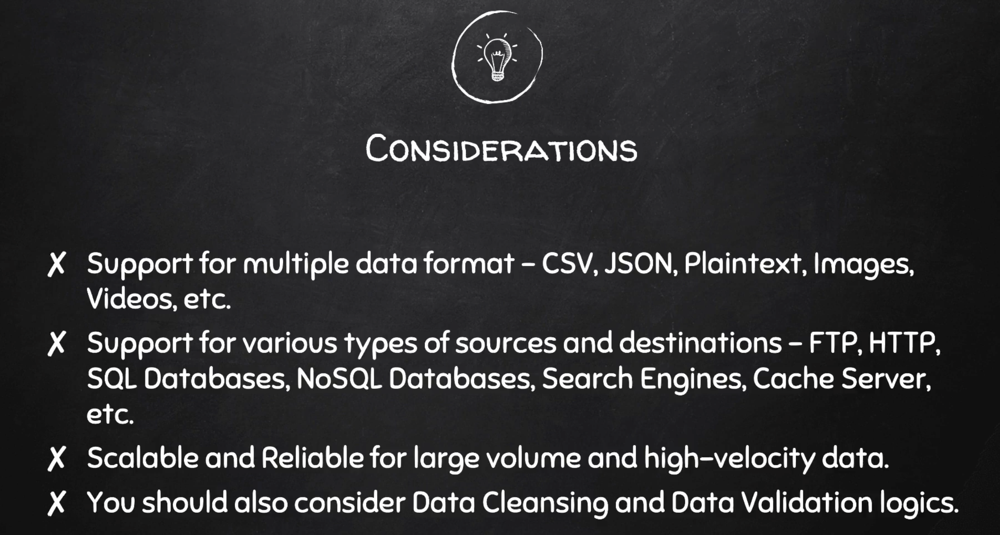 Considerations
✗ Support for multiple data format – CSV, JSON, Plaintext, Images,
Videos, etc.
✗ Support for various types of sources and destinations – FTP, HTTP,
SQL Databases, NoSQL Databases, Search Engines, Cache Server,
etc.
✗ Scalable and Reliable for large volume and high-velocity data.
✗ You should also consider Data Cleansing and Data Validation logics.